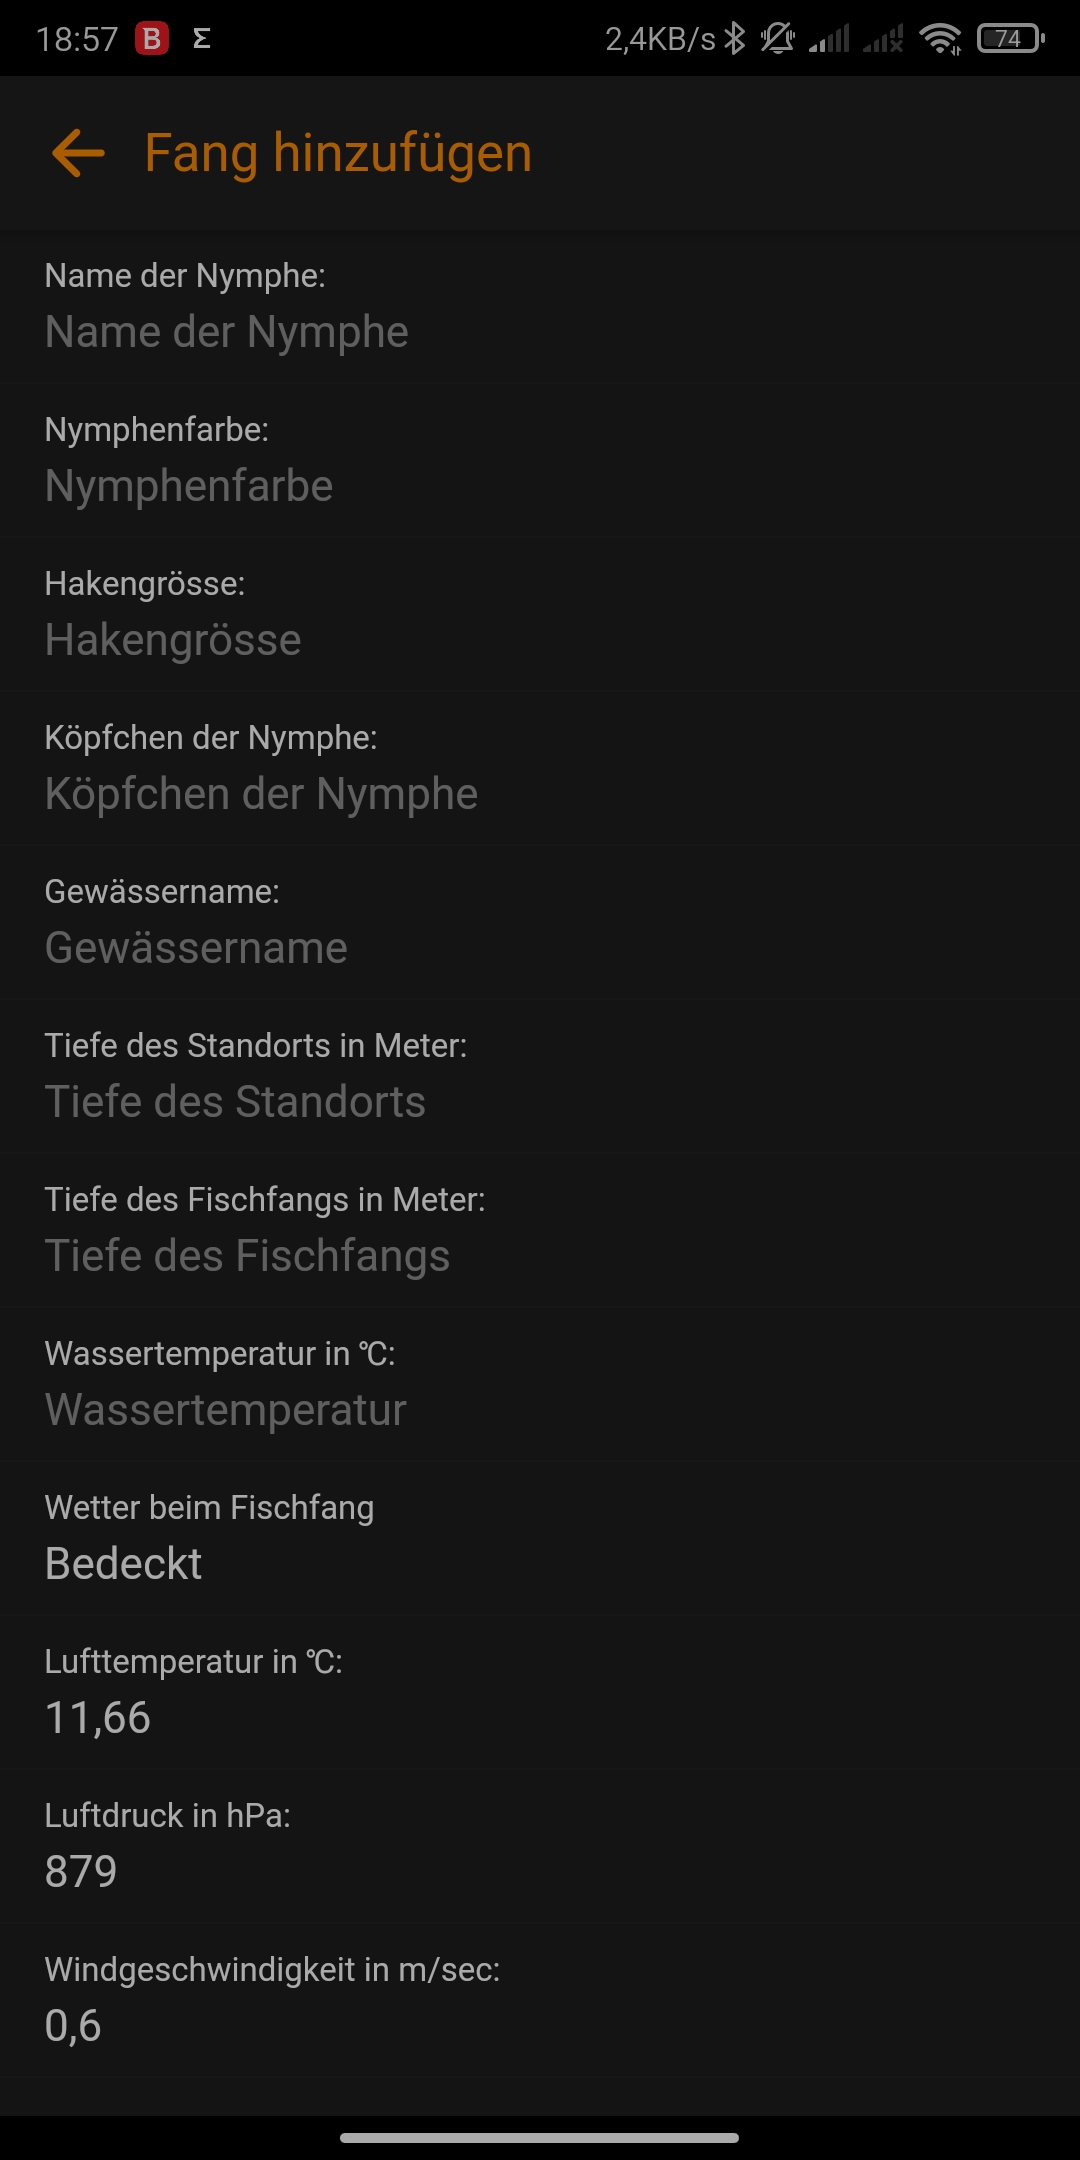 18:57 B Σ 2,4KB/s 74
Fang hinzufügen
Name der Nymphe:
Name der Nymphe
Nymphenfarbe:
Nymphenfarbe
Hakengrösse:
Hakengrösse
Köpfchen der Nymphe:
Köpfchen der Nymphe
Gewässername:
Gewässername
Tiefe des Standorts in Meter:
Tiefe des Standorts
Tiefe des Fischfangs in Meter:
Tiefe des Fischfangs
Wassertemperatur in °C:
Wassertemperatur
Wetter beim Fischfang
Bedeckt
Lufttemperatur in °C:
11,66
Luftdruck in hPa:
879
Windgeschwindigkeit in m/sec:
0,6